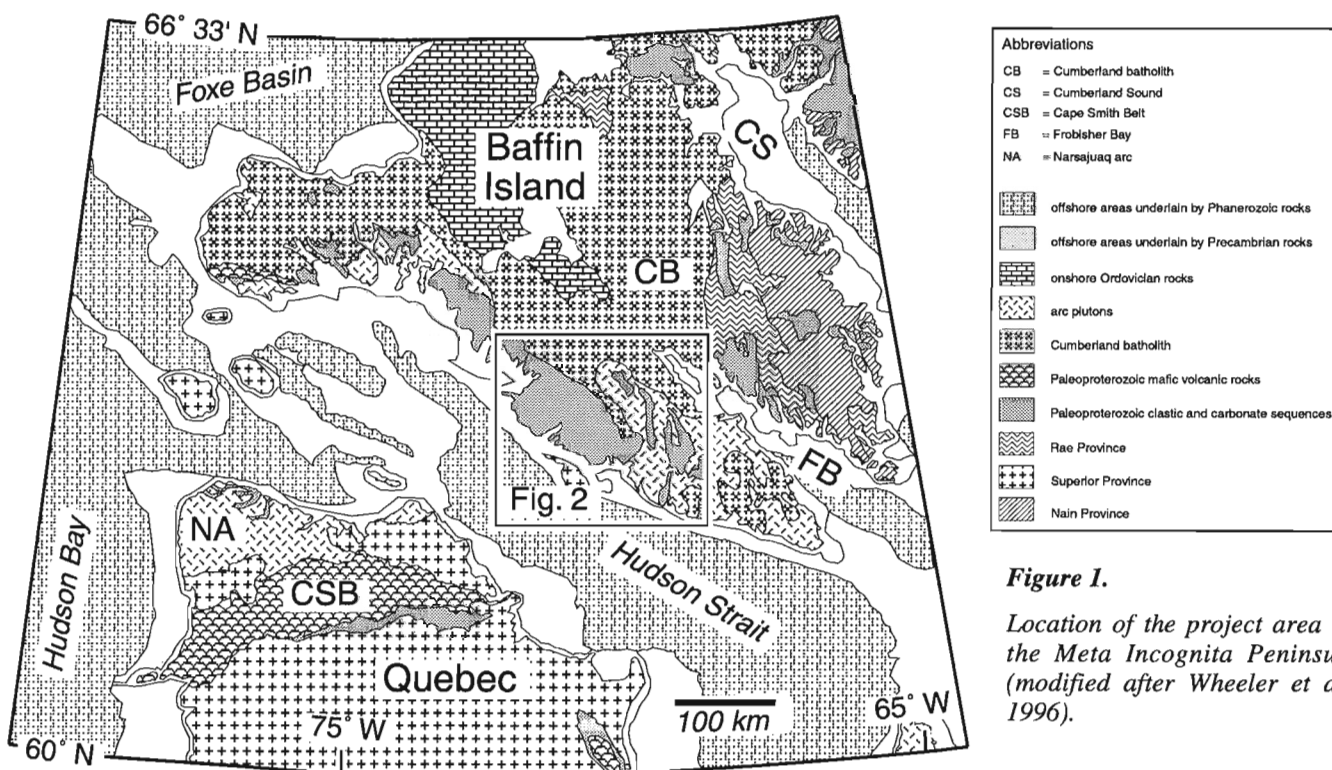 66° 33' N
Foxe Basin
Baffin
Island
CS
CB
Fig. 2
FB
NA
CSB
Hudson Bay
Hudson Strait
Quebec
100 km
75° W
65° W
60° N
Abbreviations
CB = Cumberland batholith
CS = Cumberland Sound
CSB = Cape Smith Belt
FB = Frobisher Bay
NA = Narsajuaq arc
offshore areas underlain by Phanerozoic rocks
offshore areas underlain by Precambrian rocks
onshore Ordovician rocks
arc plutons
Cumberland batholith
Paleoproterozoic mafic volcanic rocks
Paleoproterozoic clastic and carbonate sequences
Rae Province
Superior Province
Nain Province
Figure 1.
Location of the project area
the Meta Incognita Peninsu
(modified after Wheeler et a
1996).